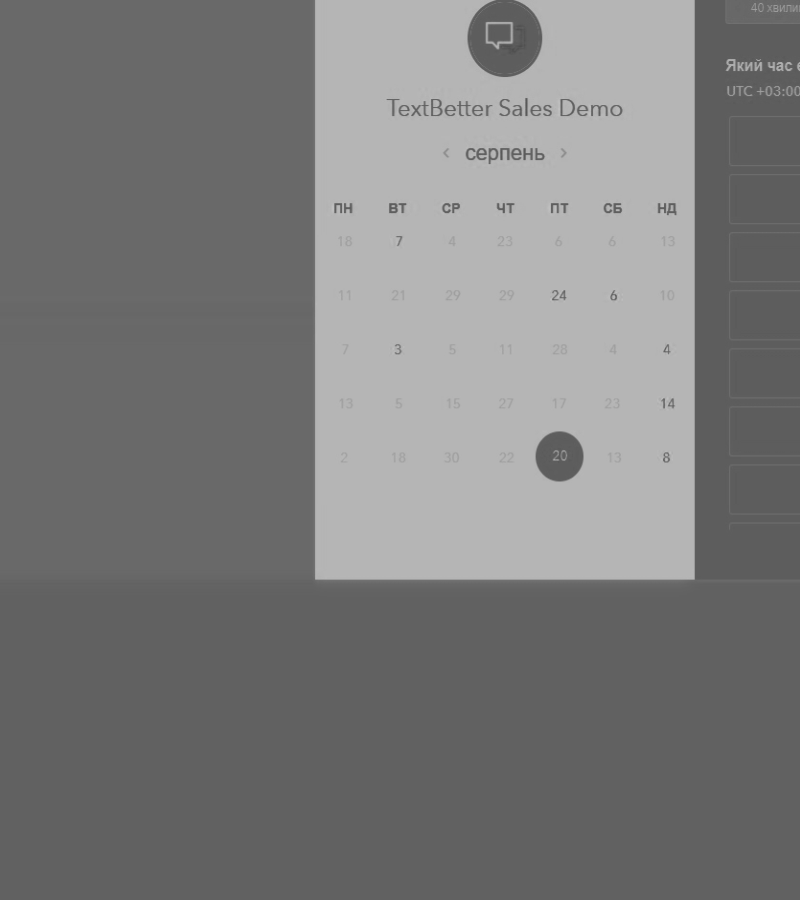 40 хвилин
TextBetter Sales Demo
Який час
UTC +03:00
серпень
ПН ВТ СР ЧТ ПТ СБ НД
18 7 4 23 6 6 13
11 21 29 29 24 6 10
7 3 5 11 28 4 4
13 5 15 27 17 23 14
2 18 30 22 20 13 8